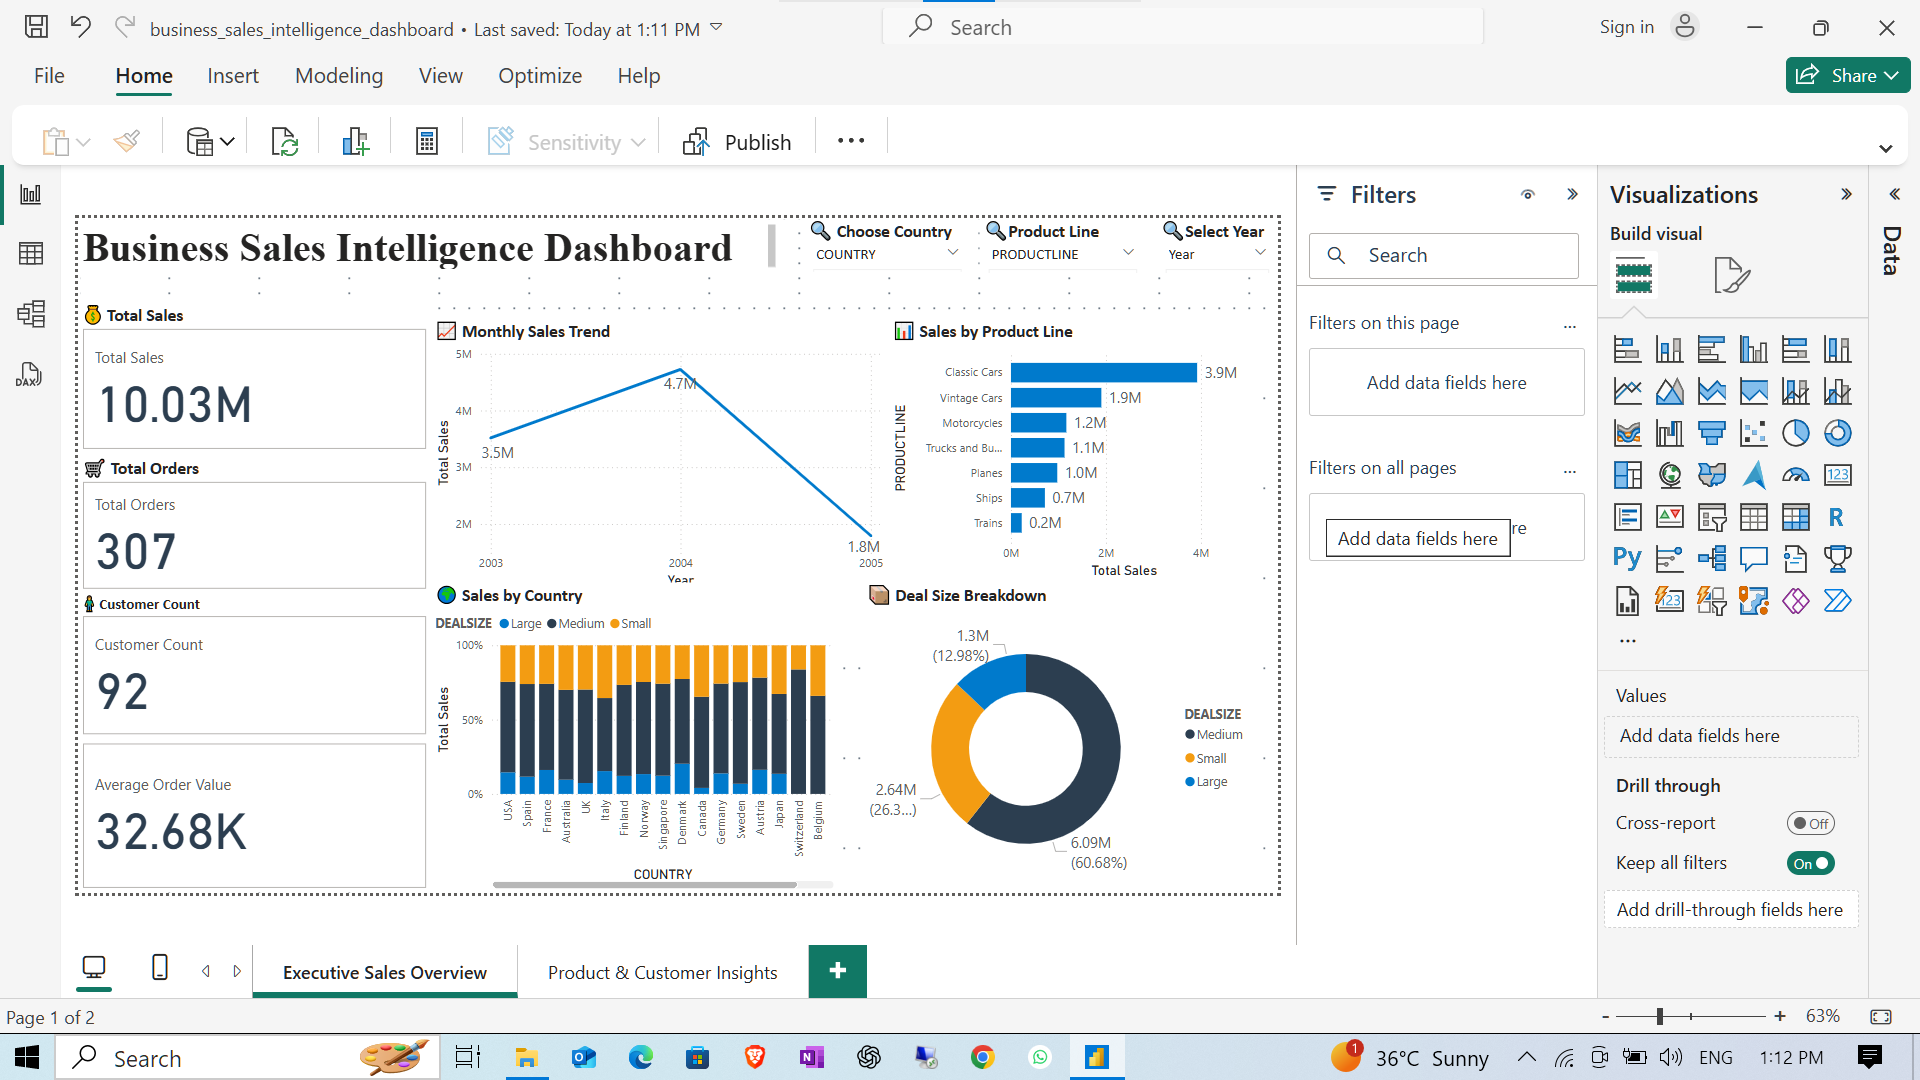 business_sales_intelligence_dashboard • Last saved: Today at 1:11 PM
Search
Sign in
File
Home
Insert
Modeling
View
Optimize
Help
Share
Sensitivity
Publish
Business Sales Intelligence Dashboard
Choose Country
COUNTRY
Product Line
PRODUCTLINE
Select Year
Year
Total Sales
Total Sales
10.03M
Total Orders
Total Orders
307
Customer Count
Customer Count
92
Average Order Value
32.68K
Monthly Sales Trend
Total Sales
5M
4M
3M
2M
3.5M
4.7M
1.8M
2003
2004
2005
Year
Sales by Product Line
PRODUCTLINE
Classic Cars 3.9M
Vintage Cars 1.9M
Motorcycles 1.2M
Trucks and Bu... 1.1M
Planes 1.0M
Ships 0.7M
Trains 0.2M
0M
2M
4M
Total Sales
Sales by Country
DEALSIZE Large Medium Small
Total Sales
100%
50%
0%
USA
Spain
France
Australia
UK
Italy
Finland
Norway
Singapore
Denmark
Canada
Germany
Sweden
Austria
Japan
Switzerland
Belgium
COUNTRY
Deal Size Breakdown
1.3M
(12.98%)
2.64M
(26.3...)
6.09M
(60.68%)
DEALSIZE
Medium
Small
Large
Filters
Search
Filters on this page
...
Add data fields here
Filters on all pages
...
Add data fields here
re
Visualizations
Build visual
123
R
Py
123
...
Values
Add data fields here
Drill through
Cross-report
Off
Keep all filters
On
Add drill-through fields here
Data
DAX
Executive Sales Overview
Product & Customer Insights
+
Page 1 of 2
-
+
63%
Search
1
36°C Sunny
ENG
1:12 PM